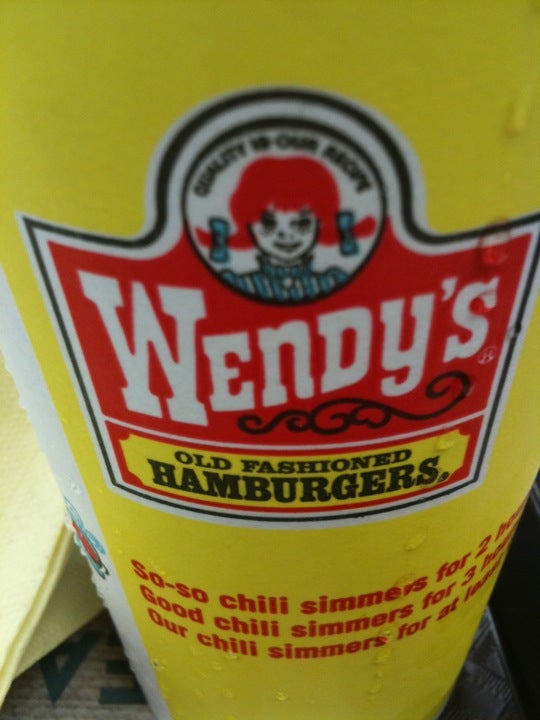 QUALITY IS OUR RECIPE
WENDY'S®
OLD FASHIONED
HAMBURGERS®
So-so chili simmers for 2
Good chili simmers for 3
Our chili simmers for at